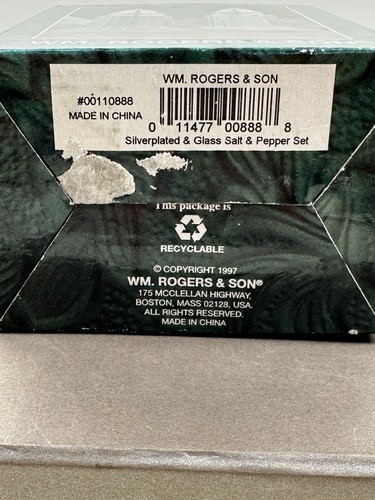 WM. ROGERS & SON
#00110888
MADE IN CHINA
0 11477 00888 8
Silverplated & Glass Salt & Pepper Set
This package is
RECYCLABLE
© COPYRIGHT 1997
WM. ROGERS & SON®
175 MCCLELLAN HIGHWAY,
BOSTON, MASS 02128, USA.
ALL RIGHTS RESERVED.
MADE IN CHINA